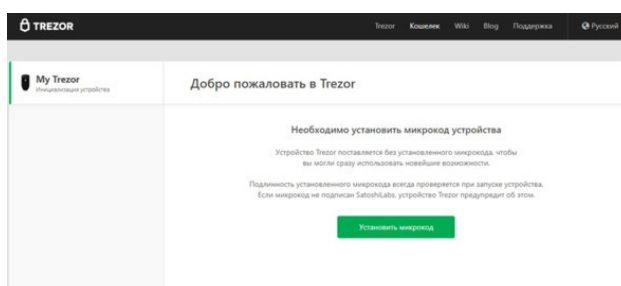 TREZOR
Trezor Кошелек Wiki Blog Поддержка Русский
My Trezor
Инициализация устройства
Добро пожаловать в Trezor
Необходимо установить микрокод устройства
Устройство Trezor поставляется без установленного микрокода, чтобы
вы могли сразу использовать новейшие возможности.
Подлинность установленного микрокода всегда проверяется при запуске устройства.
Если микрокод не подписан SatoshiLabs, устройство Trezor предупредит об этом.
Установить микрокод